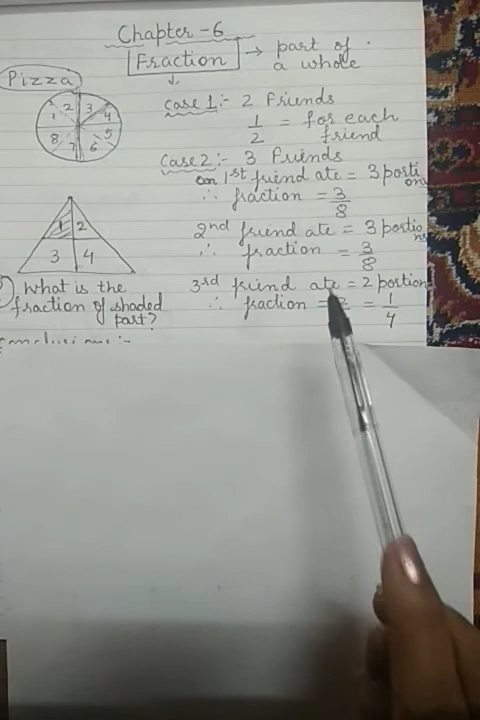 Chapter-6
Fraction → part of a whole
Pizza
1 2 3 4 5 6 7 8
Case 1:- 2 Friends
1/2 = for each friend
Case 2:- 3 Friends
1st friend ate = 3 portions
∴ fraction = 3/8
2nd friend ate = 3 portions
∴ fraction = 3/8
3rd friend ate = 2 portion
∴ fraction = = 1/4
1 2
3 4
What is the
fraction of shaded
part?